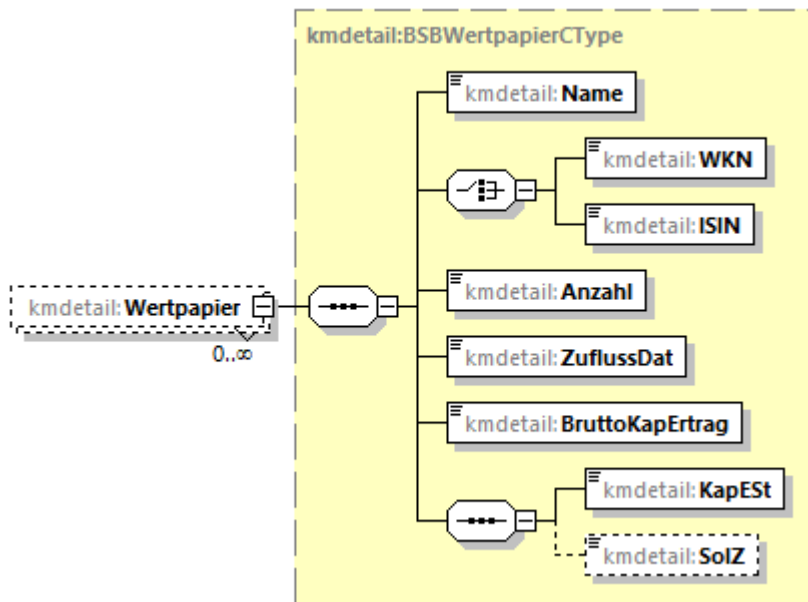 kmdetail:BSBWertpapierCType
kmdetail:Name
kmdetail:WKN
kmdetail:ISIN
kmdetail:Wertpapier
0..∞
kmdetail:Anzahl
kmdetail:ZuflussDat
kmdetail:BruttoKapErtrag
kmdetail:KapESt
kmdetail:SolZ